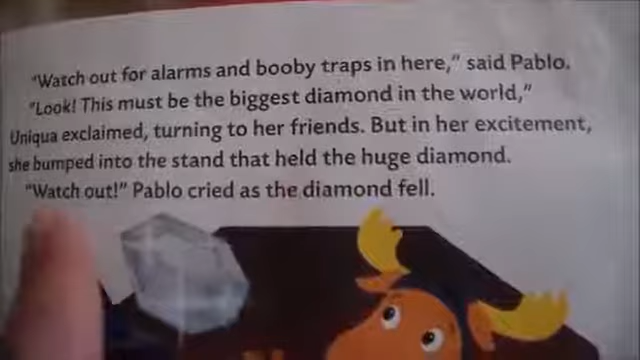 "Watch out for alarms and booby traps in here," said Pablo.
"Look! This must be the biggest diamond in the world,"
Uniqua exclaimed, turning to her friends. But in her excitement,
she bumped into the stand that held the huge diamond.
"Watch out!" Pablo cried as the diamond fell.